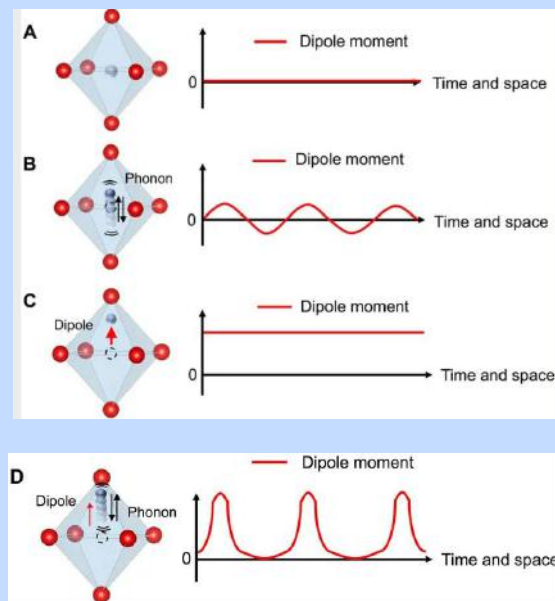 A
Dipole moment
0
Time and space
B
Phonon
Dipole moment
0
Time and space
C
Dipole
Dipole moment
0
Time and space
D
Dipole
Phonon
Dipole moment
0
Time and space